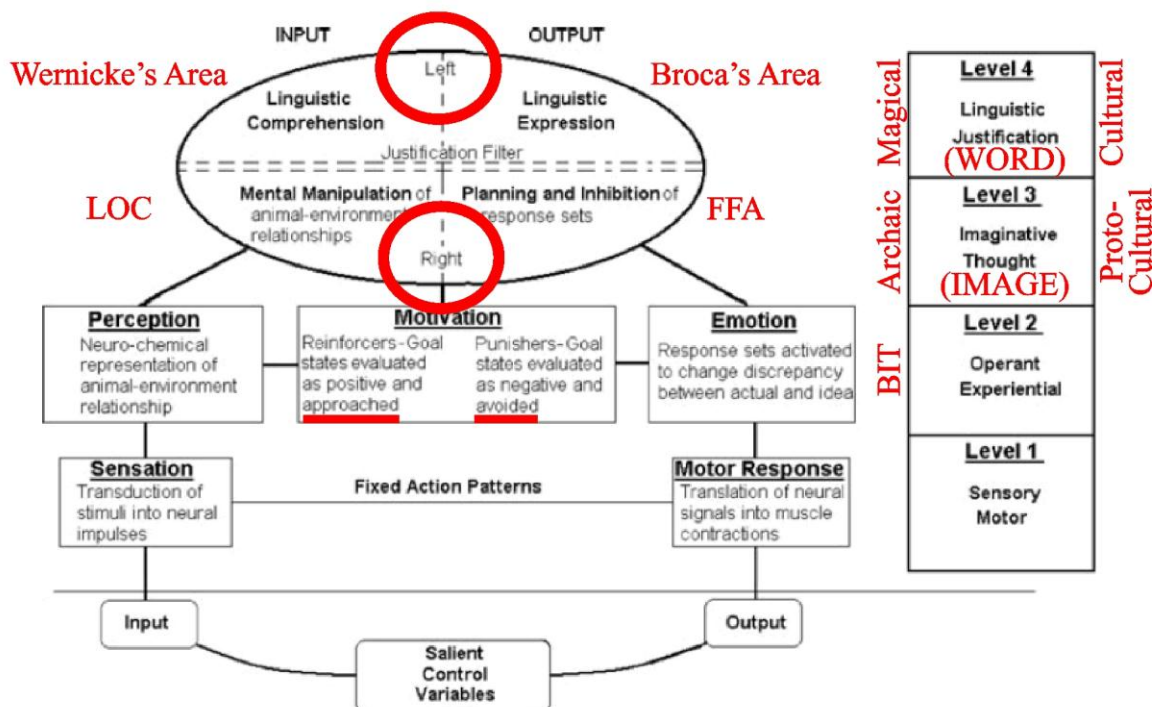 INPUT
OUTPUT
Wernicke's Area
Left
Broca's Area
Linguistic
Comprehension
Linguistic
Expression
Justification Filter
Mental Manipulation of
animal-environment
relationships
Planning and Inhibition of
response sets
LOC
FFA
Right
Perception
Neuro-chemical
representation of
animal-environment
relationship
Motivation
Reinforcers-Goal
states evaluated
as positive and
approached
Punishers-Goal
states evaluated
as negative and
avoided
Emotion
Response sets activated
to change discrepancy
between actual and idea
Sensation
Transduction of
stimuli into neural
impulses
Fixed Action Patterns
Motor Response
Translation of neural
signals into muscle
contractions
Input
Output
Salient
Control
Variables
Magical
Level 4
Linguistic
Justification
(WORD)
Cultural
Archaic
Level 3
Imaginative
Thought
(IMAGE)
Proto-
Cultural
BIT
Level 2
Operant
Experiential
Level 1
Sensory
Motor